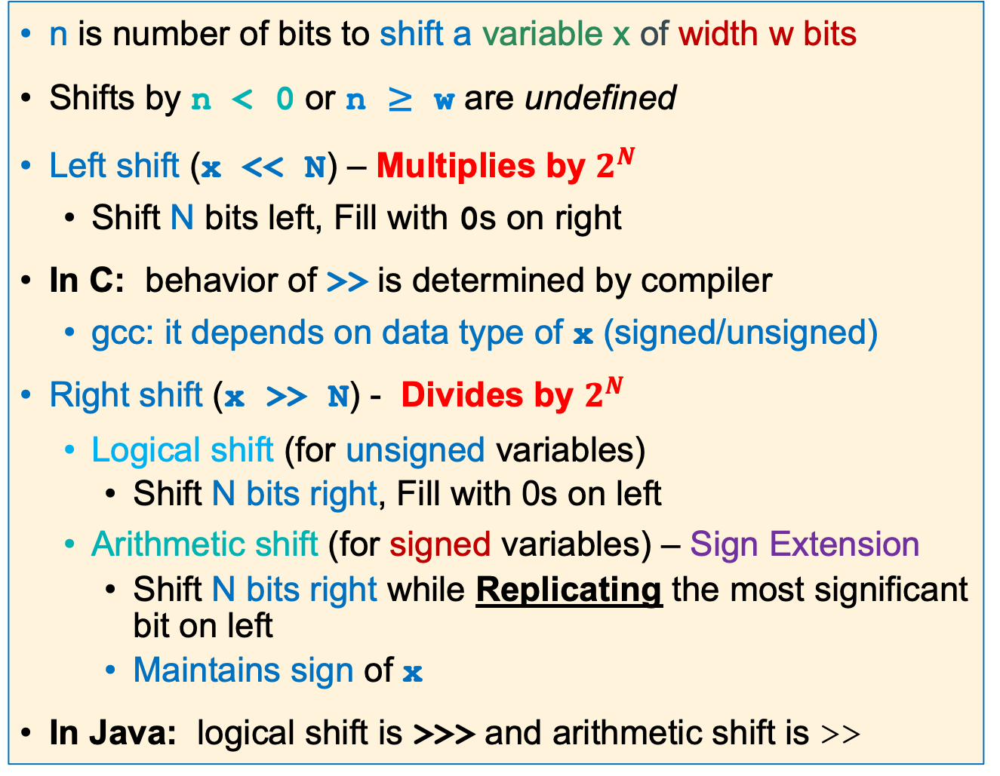 • n is number of bits to shift a variable x of width w bits
• Shifts by n < 0 or n ≥ w are undefined
• Left shift (x << N) – Multiplies by 2^N
• Shift N bits left, Fill with 0s on right
• In C: behavior of >> is determined by compiler
• gcc: it depends on data type of x (signed/unsigned)
• Right shift (x >> N) - Divides by 2^N
• Logical shift (for unsigned variables)
• Shift N bits right, Fill with 0s on left
• Arithmetic shift (for signed variables) – Sign Extension
• Shift N bits right while Replicating the most significant
bit on left
• Maintains sign of x
• In Java: logical shift is >>> and arithmetic shift is >>